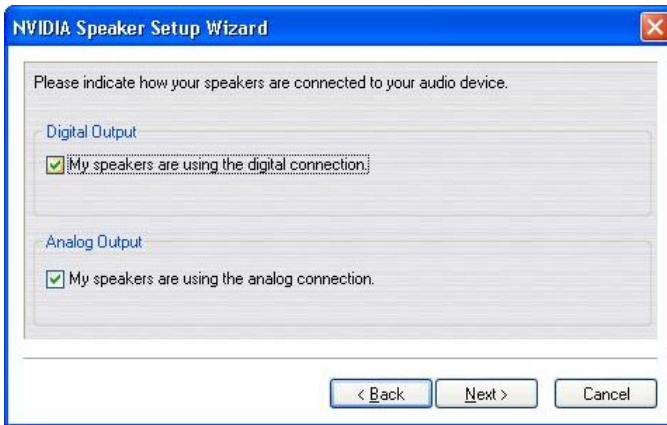 NVIDIA Speaker Setup Wizard
Please indicate how your speakers are connected to your audio device.
Digital Output
My speakers are using the digital connection.
Analog Output
My speakers are using the analog connection.
< Back Next > Cancel